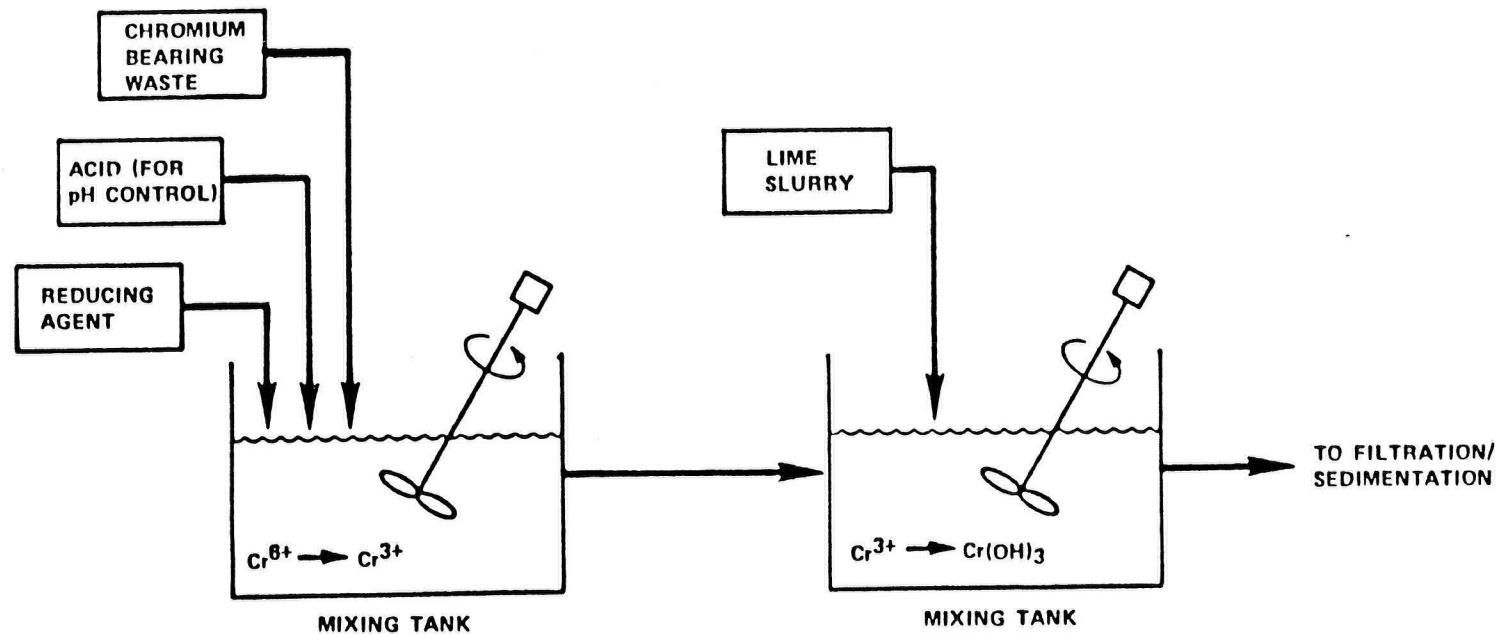 CHROMIUM
BEARING
WASTE
ACID (FOR
pH CONTROL)
REDUCING
AGENT
LIME
SLURRY
Cr6+ → Cr3+
Cr3+ → Cr(OH)3
TO FILTRATION/
SEDIMENTATION
MIXING TANK
MIXING TANK